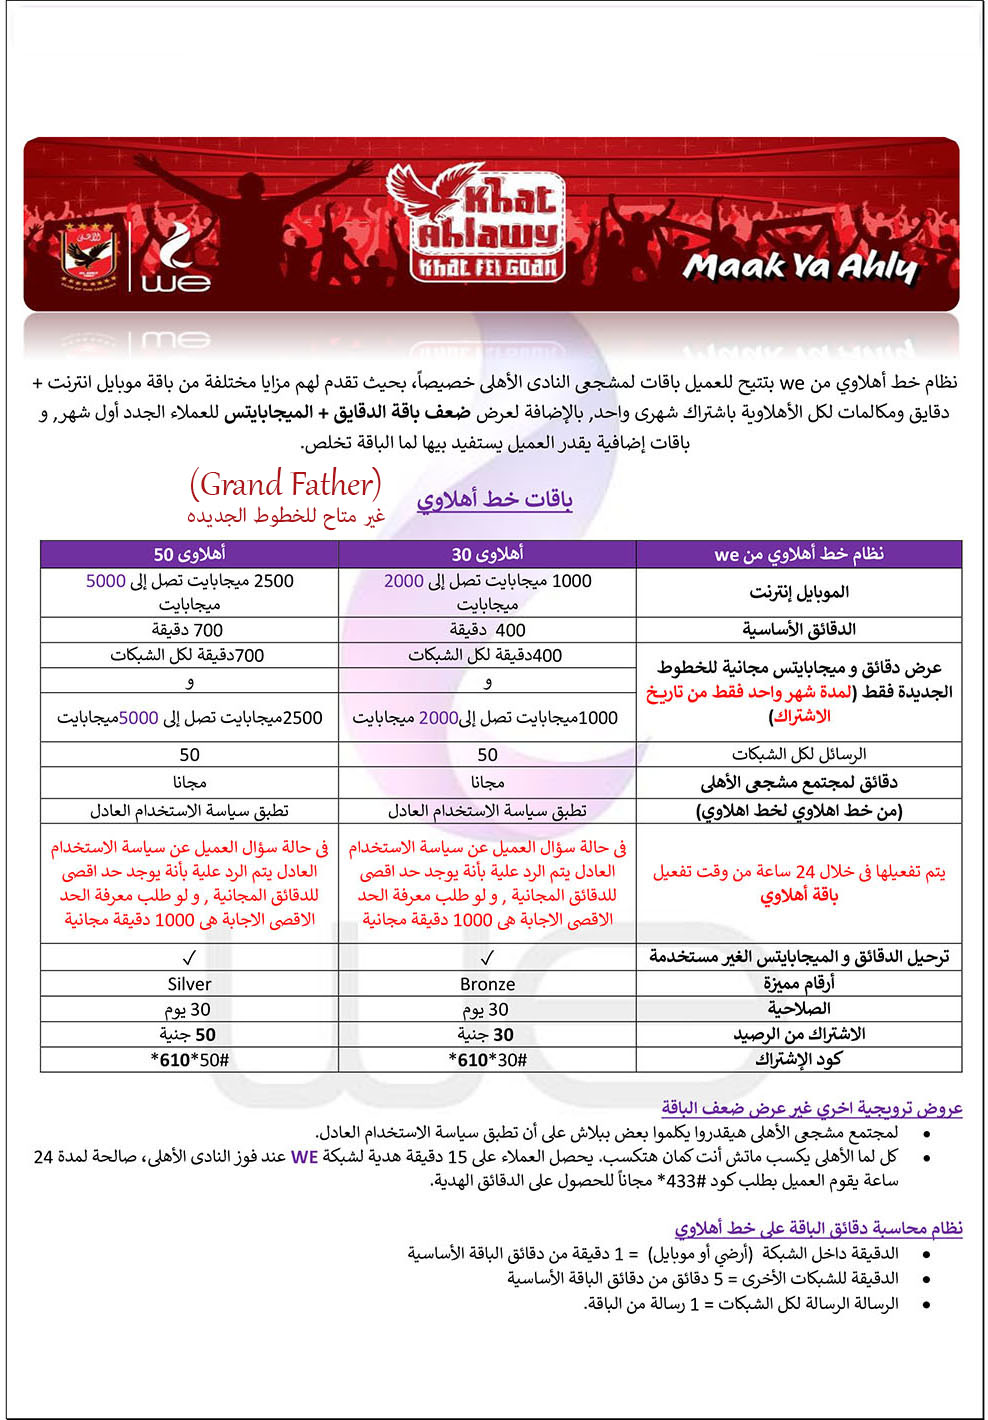 Khat
Ahlawy
Khat FEI Goan
we
Maak Ya Ahly
نظام خط أهلاوي من we بتتيح للعميل باقات لمشجعى النادى الأهلى خصيصاً، بحيث تقدم لهم مزايا مختلفة من باقة موبايل انترنت +
دقايق ومكالمات لكل الأهلاوية باشتراك شهرى واحد, بالإضافة لعرض ضعف باقة الدقايق + الميجابايتس للعملاء الجدد أول شهر, و
باقات إضافية يقدر العميل يستفيد بيها لما الباقة تخلص.
باقات خط أهلاوي
(Grand Father)
غير متاح للخطوط الجديده
نظام خط أهلاوي من we أهلاوى 30 أهلاوى 50
الموبايل إنترنت 1000 ميجابايت تصل إلى 2000 ميجابايت 2500 ميجابايت تصل إلى 5000 ميجابايت
الدقائق الأساسية 400 دقيقة 700 دقيقة
عرض دقائق و ميجابايتس مجانية للخطوط
الجديدة فقط (لمدة شهر واحد فقط من تاريخ
الاشتراك)
400دقيقة لكل الشبكات 700دقيقة لكل الشبكات
و و
1000ميجابايت تصل إلى2000 ميجابايت 2500ميجابايت تصل إلى 5000ميجابايت
الرسائل لكل الشبكات 50 50
دقائق لمجتمع مشجعى الأهلى مجانا مجانا
(من خط اهلاوي لخط اهلاوي) تطبق سياسة الاستخدام العادل تطبق سياسة الاستخدام العادل
يتم تفعيلها فى خلال 24 ساعة من وقت تفعيل
باقة أهلاوي
فى حالة سؤال العميل عن سياسة الاستخدام
العادل يتم الرد علية بأنة يوجد حد اقصى
للدقائق المجانية , و لو طلب معرفة الحد
الاقصى الاجابة هى 1000 دقيقة مجانية
فى حالة سؤال العميل عن سياسة الاستخدام
العادل يتم الرد علية بأنة يوجد حد اقصى
للدقائق المجانية , و لو طلب معرفة الحد
الاقصى الاجابة هى 1000 دقيقة مجانية
ترحيل الدقائق و الميجابايتس الغير مستخدمة ✓ ✓
أرقام مميزة Bronze Silver
الصلاحية 30 يوم 30 يوم
الاشتراك من الرصيد 30 جنية 50 جنية
كود الإشتراك *610*30# *610*50#
عروض ترويجية اخري غير عرض ضعف الباقة
• لمجتمع مشجعى الأهلى هيقدروا يكلموا بعض ببلاش على أن تطبق سياسة الاستخدام العادل.
• كل لما الأهلى يكسب ماتش أنت كمان هتكسب. يحصل العملاء على 15 دقيقة هدية لشبكة WE عند فوز النادى الأهلى، صالحة لمدة 24
ساعة يقوم العميل بطلب كود #433* مجاناً للحصول على الدقائق الهدية.
نظام محاسبة دقائق الباقة على خط أهلاوي
• الدقيقة داخل الشبكة (أرضي أو موبايل) = 1 دقيقة من دقائق الباقة الأساسية
• الدقيقة للشبكات الأخرى = 5 دقائق من دقائق الباقة الأساسية
• الرسالة الرسالة لكل الشبكات = 1 رسالة من الباقة.